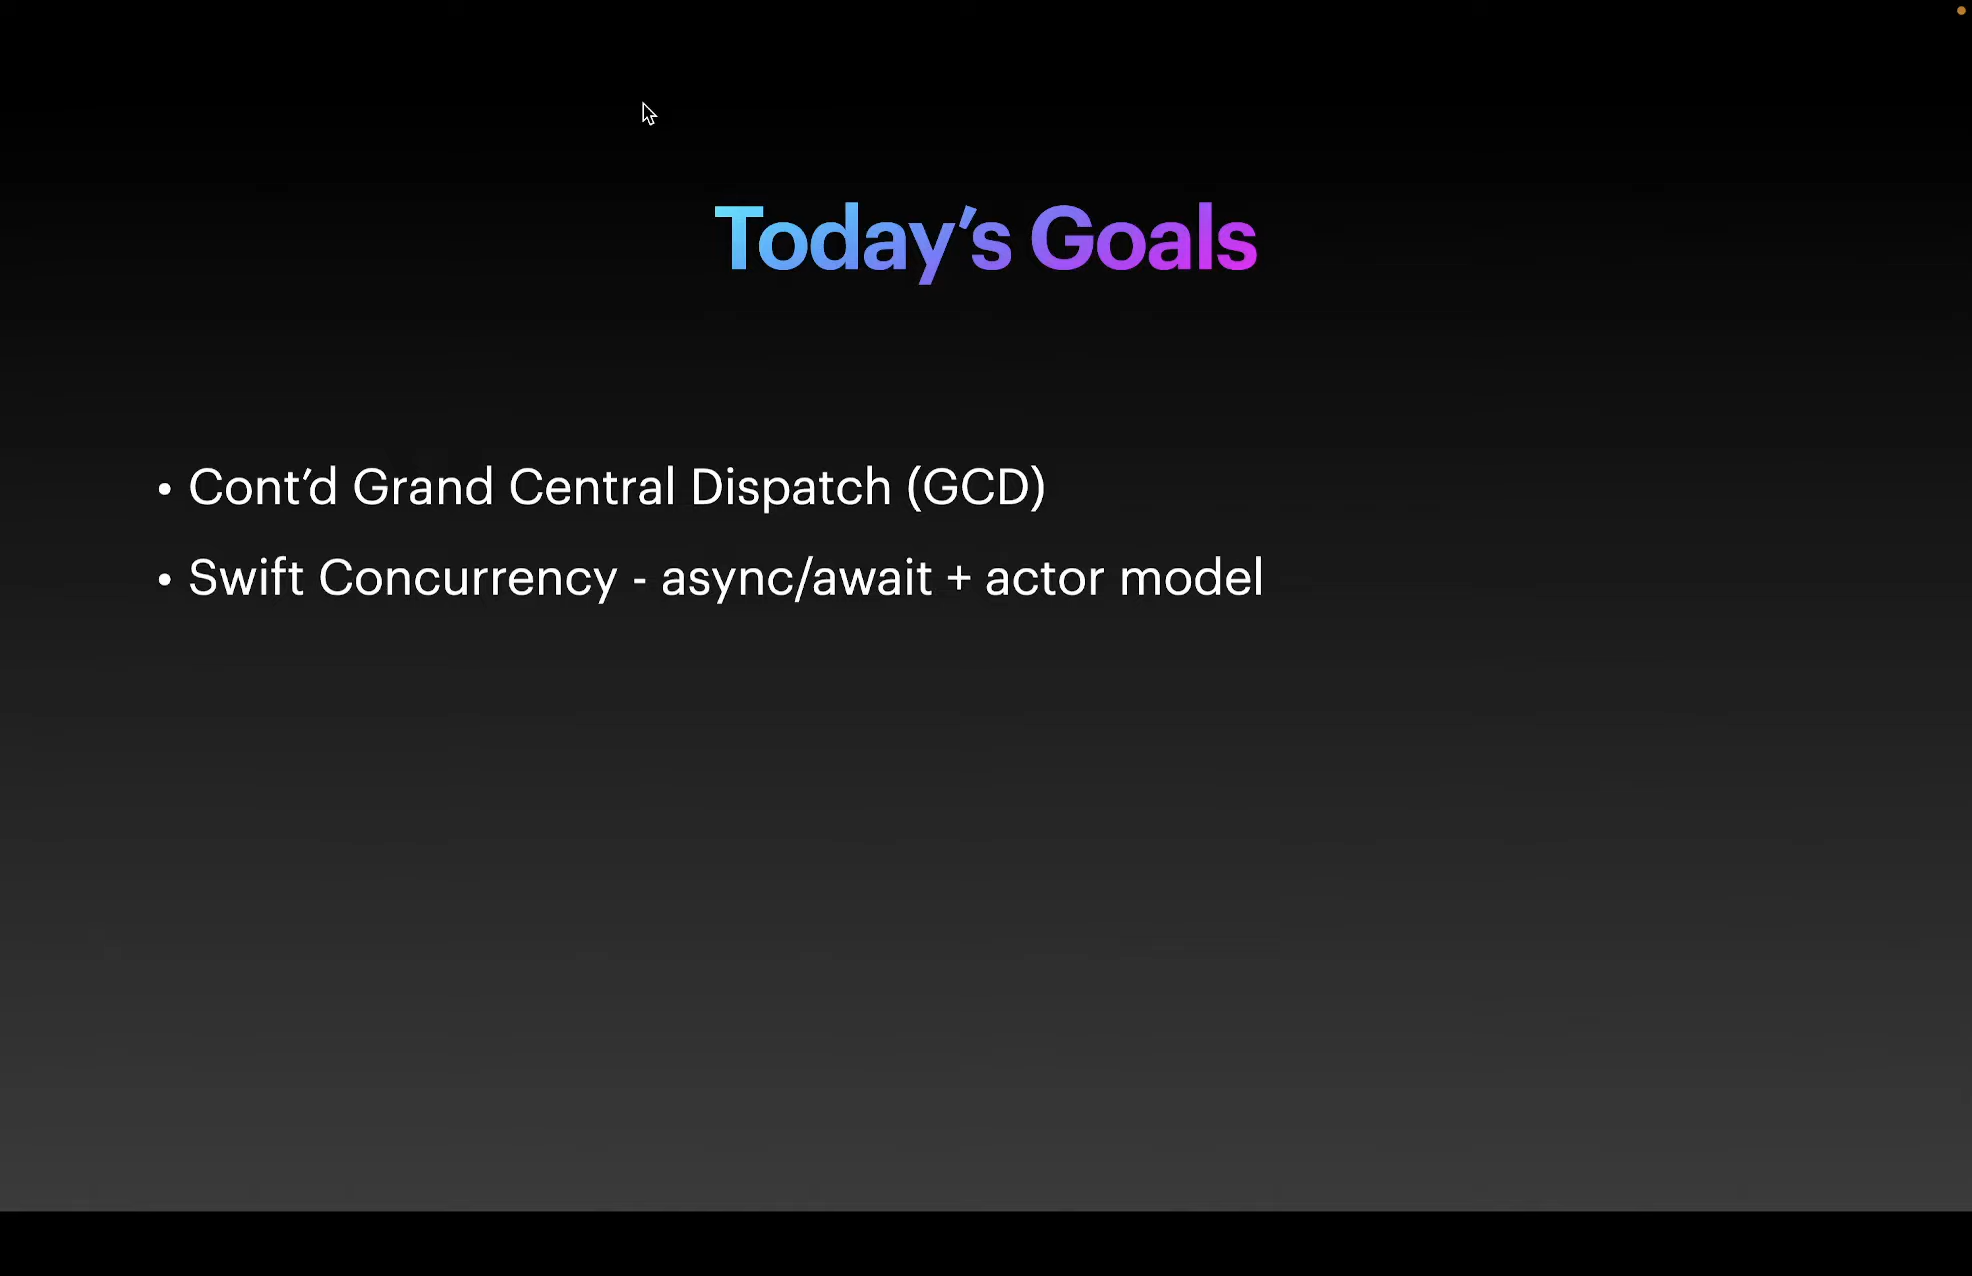 Today’s Goals
• Cont’d Grand Central Dispatch (GCD)
• Swift Concurrency - async/await + actor model